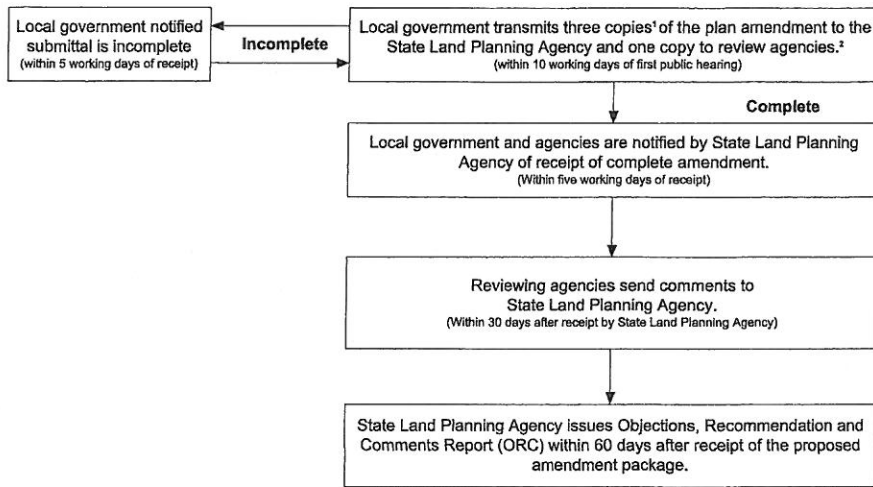 Local government notified
submittal is incomplete
(within 5 working days of receipt)
Incomplete
Local government transmits three copies¹ of the plan amendment to the
State Land Planning Agency and one copy to review agencies.²
(within 10 working days of first public hearing)
Complete
Local government and agencies are notified by State Land Planning
Agency of receipt of complete amendment.
(Within five working days of receipt)
Reviewing agencies send comments to
State Land Planning Agency.
(Within 30 days after receipt by State Land Planning Agency)
State Land Planning Agency issues Objections, Recommendation and
Comments Report (ORC) within 60 days after receipt of the proposed
amendment package.